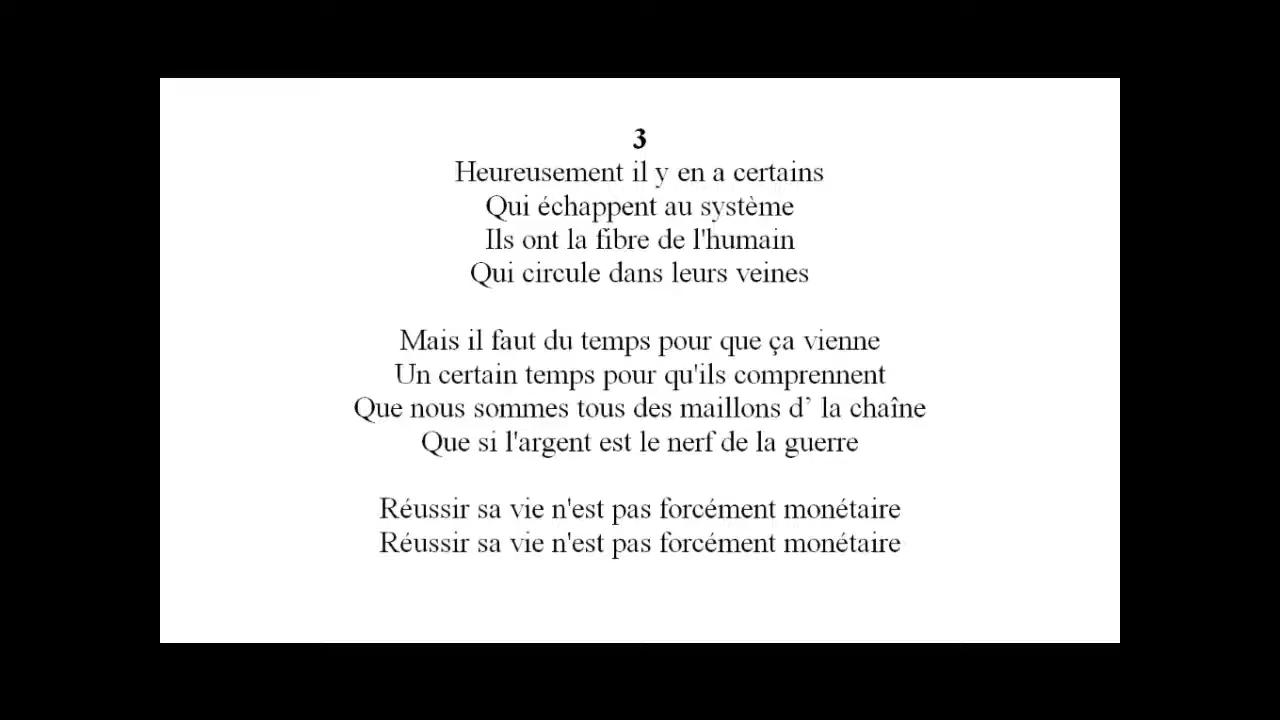 3
Heureusement il y en a certains
Qui échappent au système
Ils ont la fibre de l'humain
Qui circule dans leurs veines
Mais il faut du temps pour que ça vienne
Un certain temps pour qu'ils comprennent
Que nous sommes tous des maillons d’ la chaîne
Que si l'argent est le nerf de la guerre
Réussir sa vie n'est pas forcément monétaire
Réussir sa vie n'est pas forcément monétaire